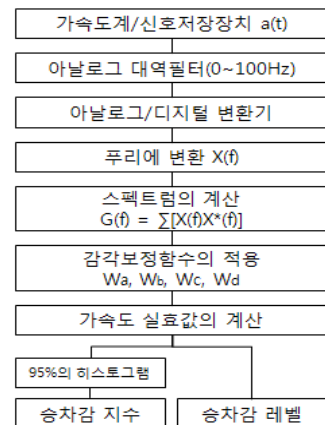 가속도계/신호저장장치 a(t)
아날로그 대역필터(0~100Hz)
아날로그/디지털 변환기
푸리에 변환 X(f)
스펙트럼의 계산
G(f) = ∑[X(f)X*(f)]
감각보정함수의 적용
Wa, Wb, Wc, Wd
가속도 실효값의 계산
95%의 히스토그램
승차감 지수
승차감 레벨